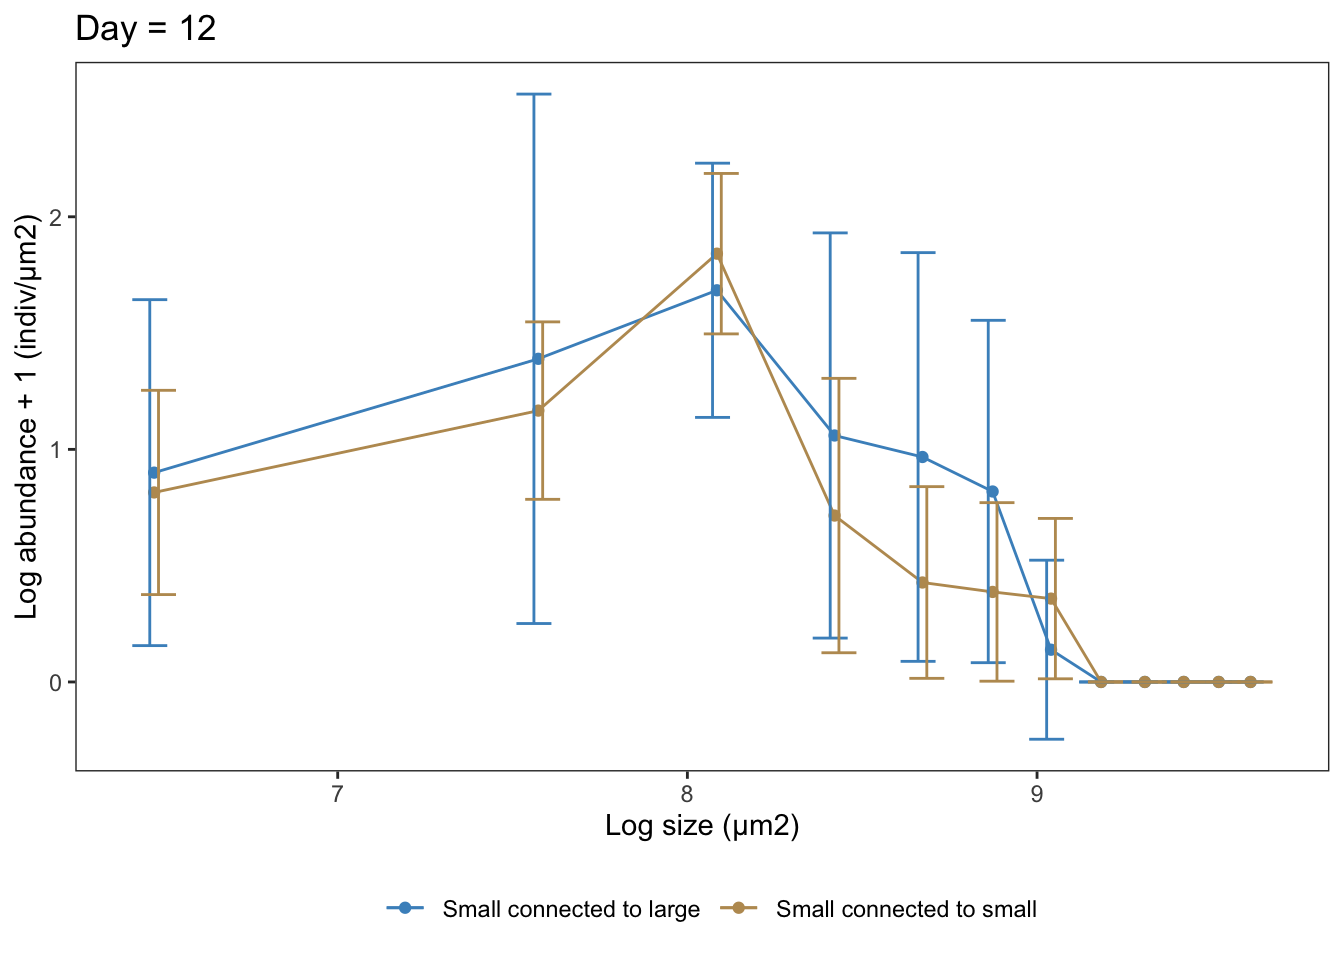 Day = 12
Log abundance + 1 (indiv/μm2)
2
1
0
7 8 9
Log size (μm2)
Small connected to large Small connected to small